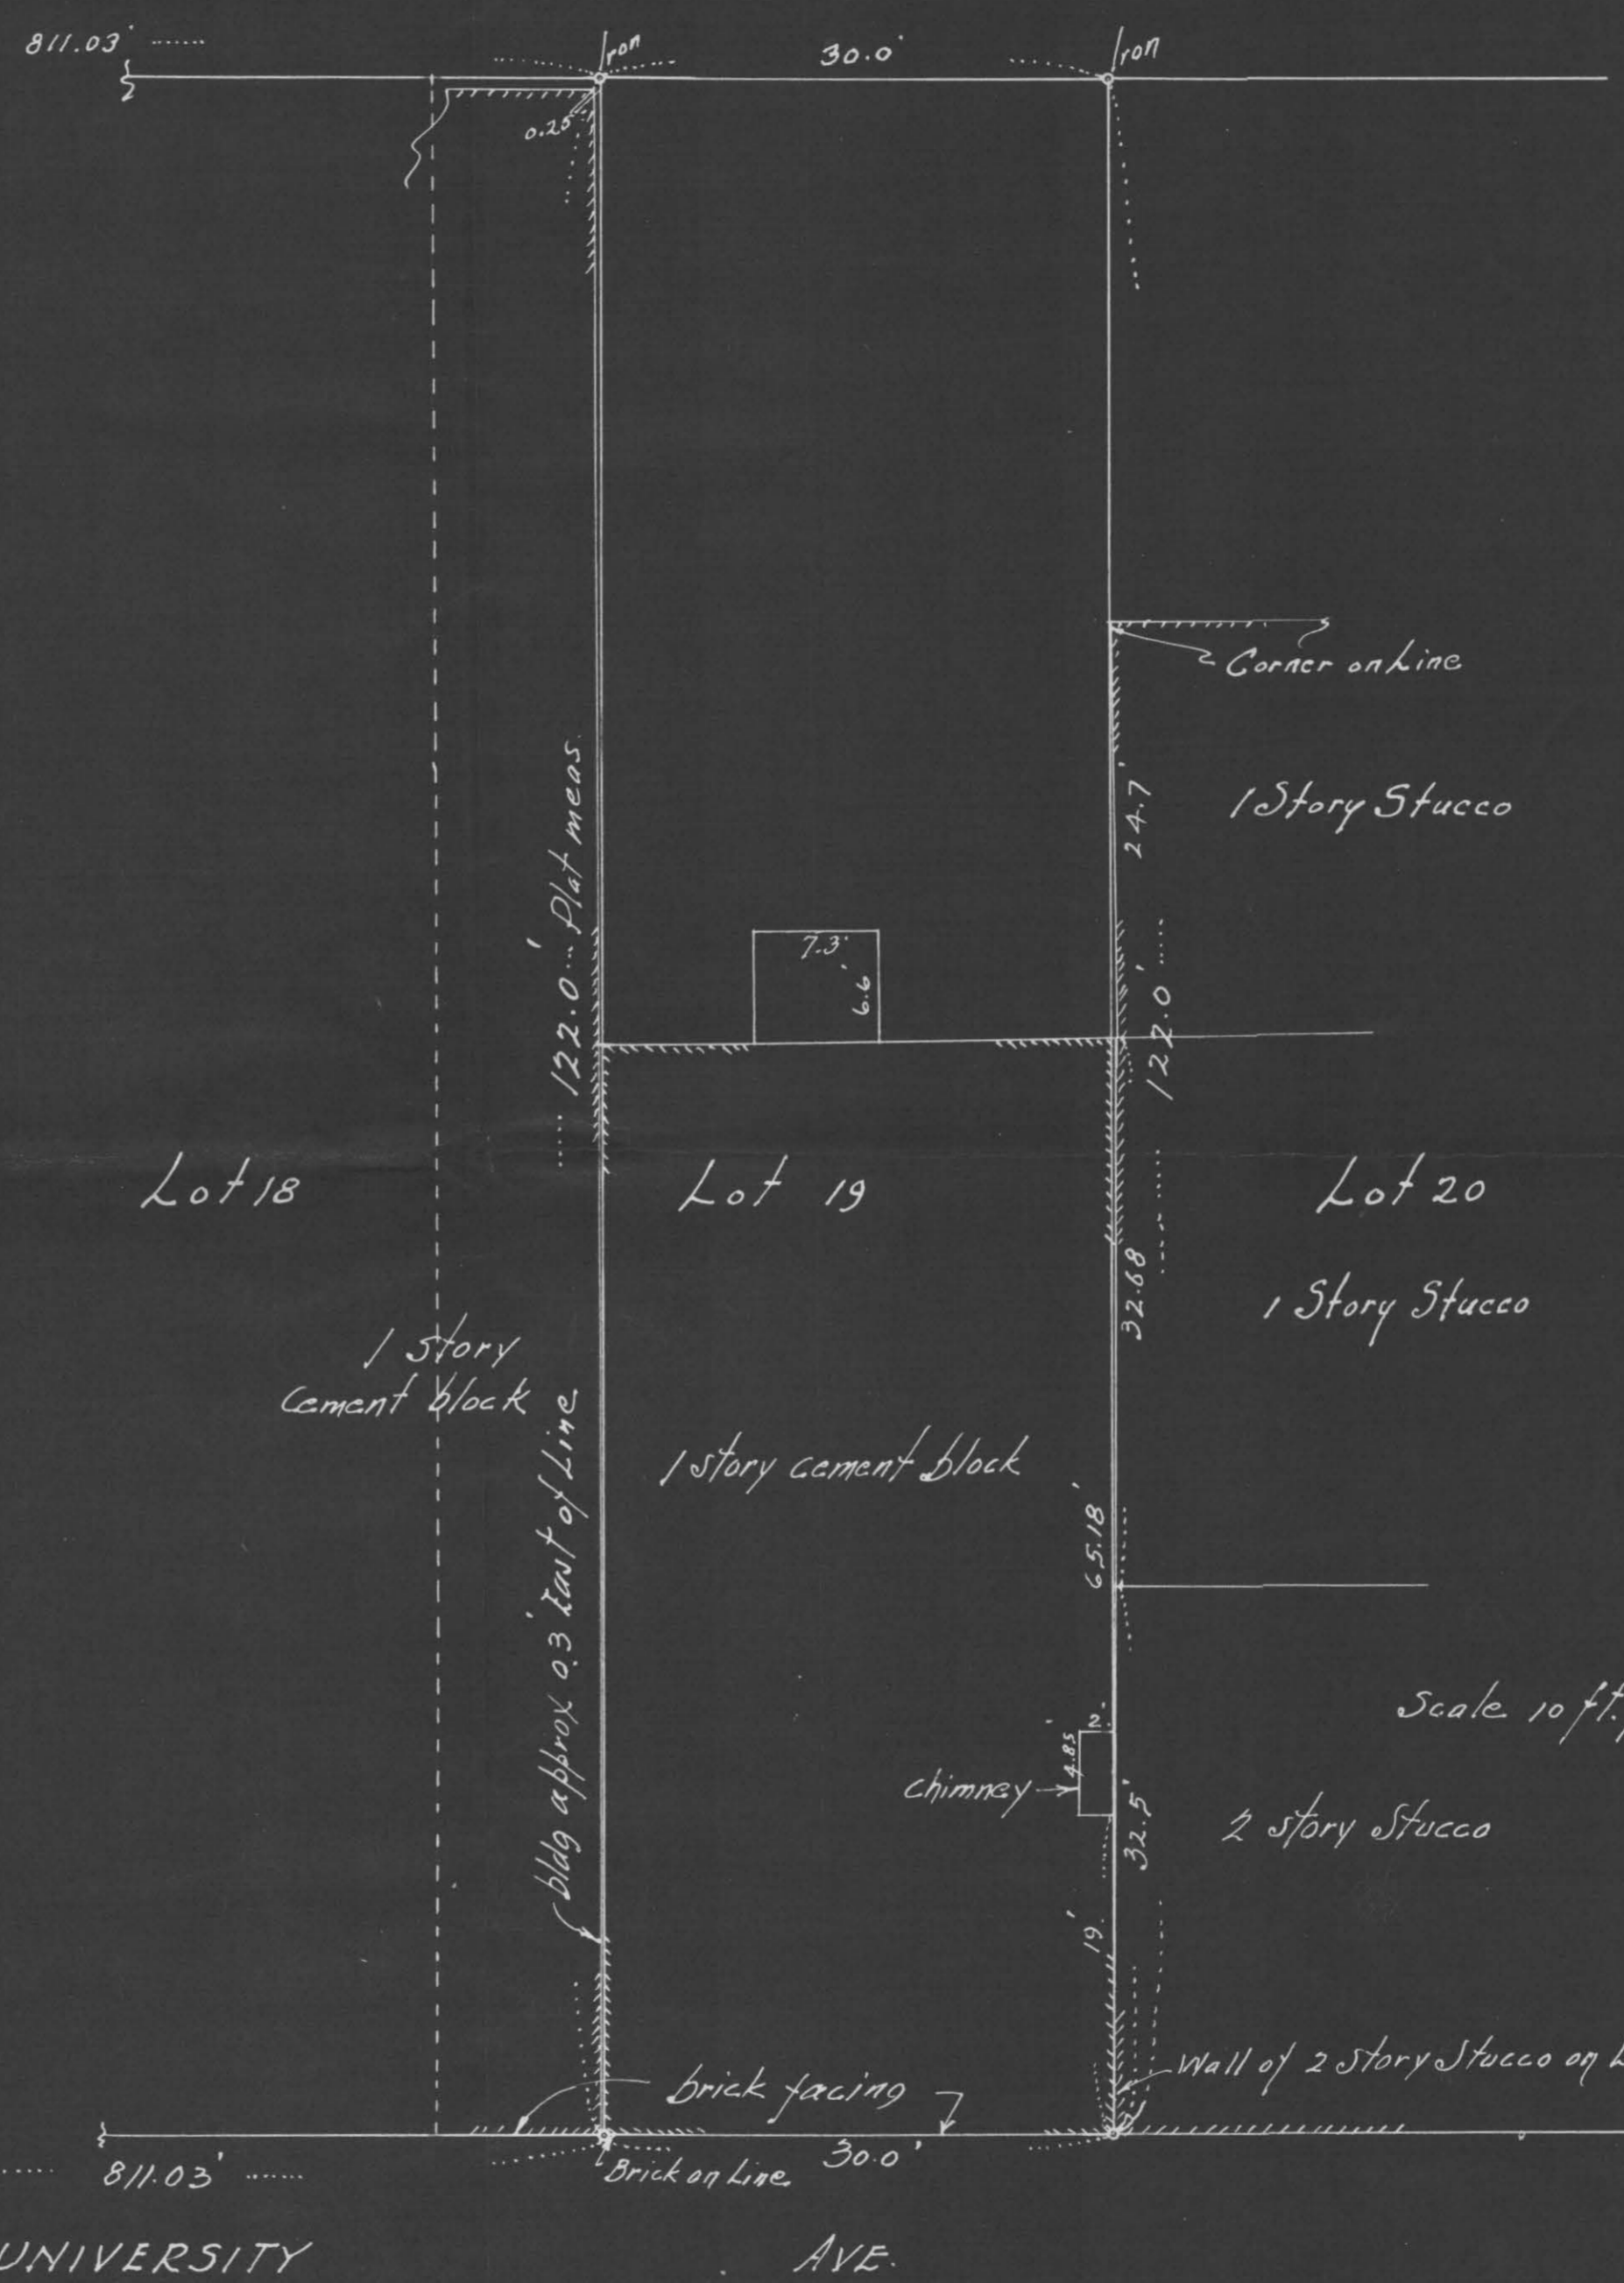 811.03'
Iron
30.0'
Iron
0.25
Corner on Line
24.7'
1 Story Stucco
122.0' Plat meas.
7.3'
6.6'
122.0'
Lot 18
Lot 19
Lot 20
32.68
1 Story Stucco
1 story
cement block
1 story cement block
bldg approx 0.3' East of Line
65.18'
Scale 10 ft.
2.
4.85'
chimney
32.5'
2 story Stucco
19.'
Wall of 2 Story Stucco on
brick facing
811.03'
Brick on Line
30.0'
UNIVERSITY AVE.